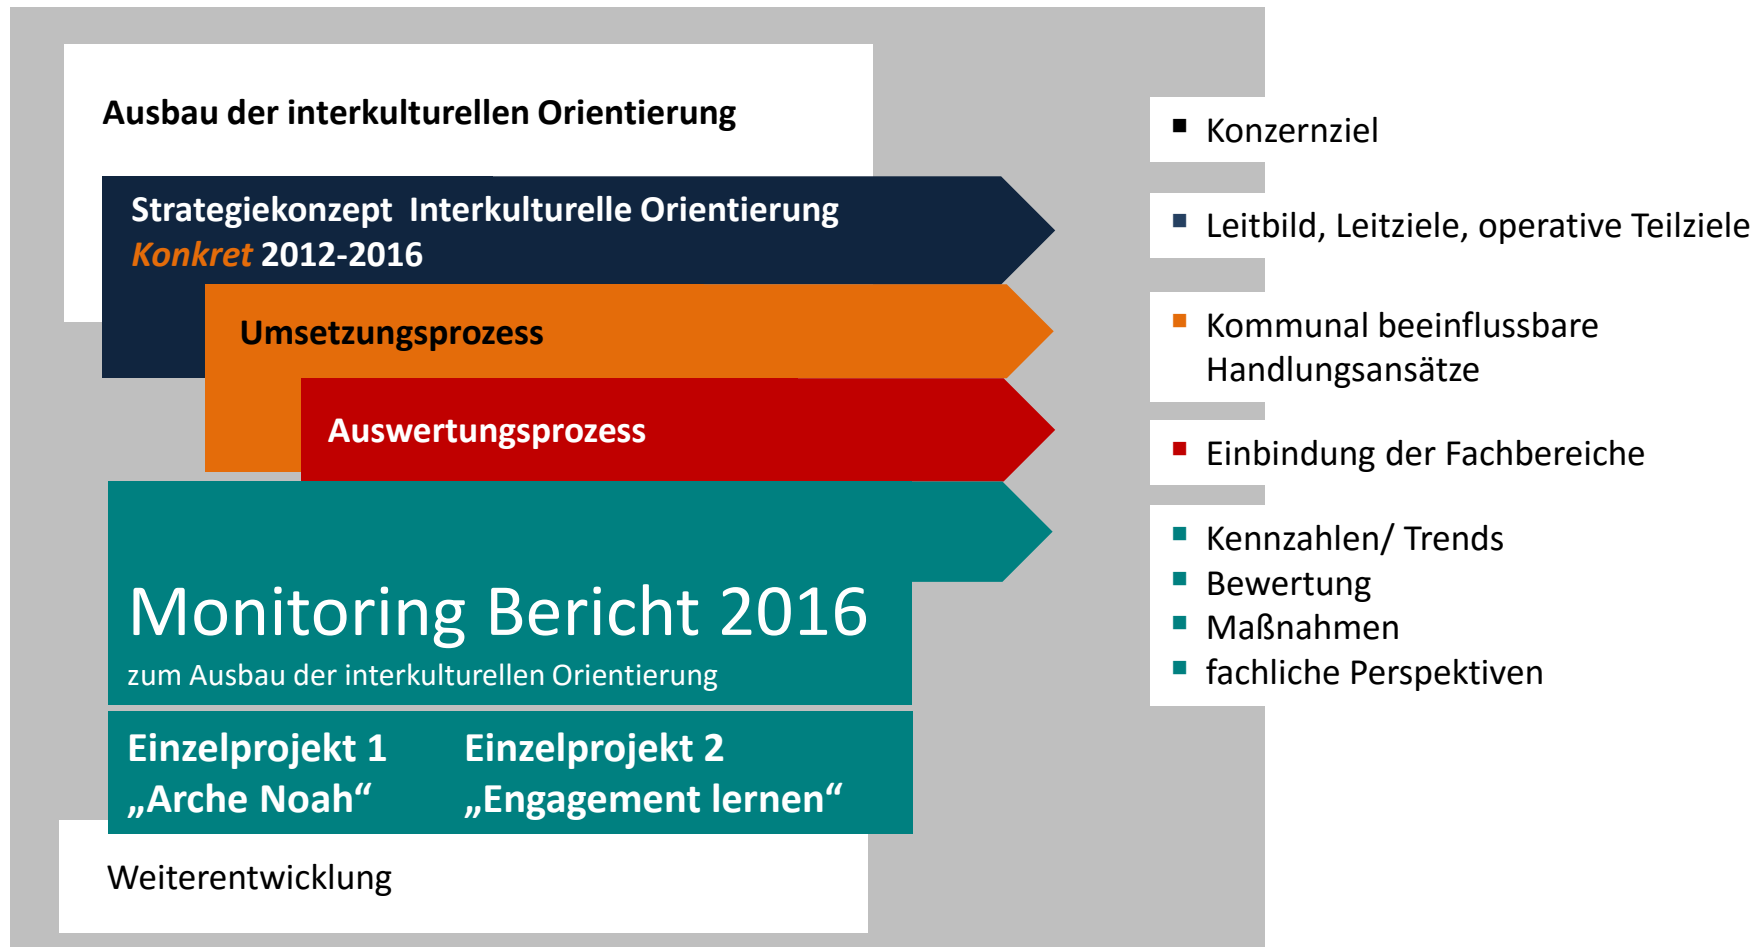 Ausbau der interkulturellen Orientierung
Strategiekonzept Interkulturelle Orientierung
Konkret 2012-2016
Umsetzungsprozess
Auswertungsprozess
Monitoring Bericht 2016
zum Ausbau der interkulturellen Orientierung
Einzelprojekt 1
„Arche Noah“
Einzelprojekt 2
„Engagement lernen“
Weiterentwicklung
▪ Konzernziel
▪ Leitbild, Leitziele, operative Teilziele
▪ Kommunal beeinflussbare
Handlungsansätze
▪ Einbindung der Fachbereiche
▪ Kennzahlen/ Trends
▪ Bewertung
▪ Maßnahmen
▪ fachliche Perspektiven